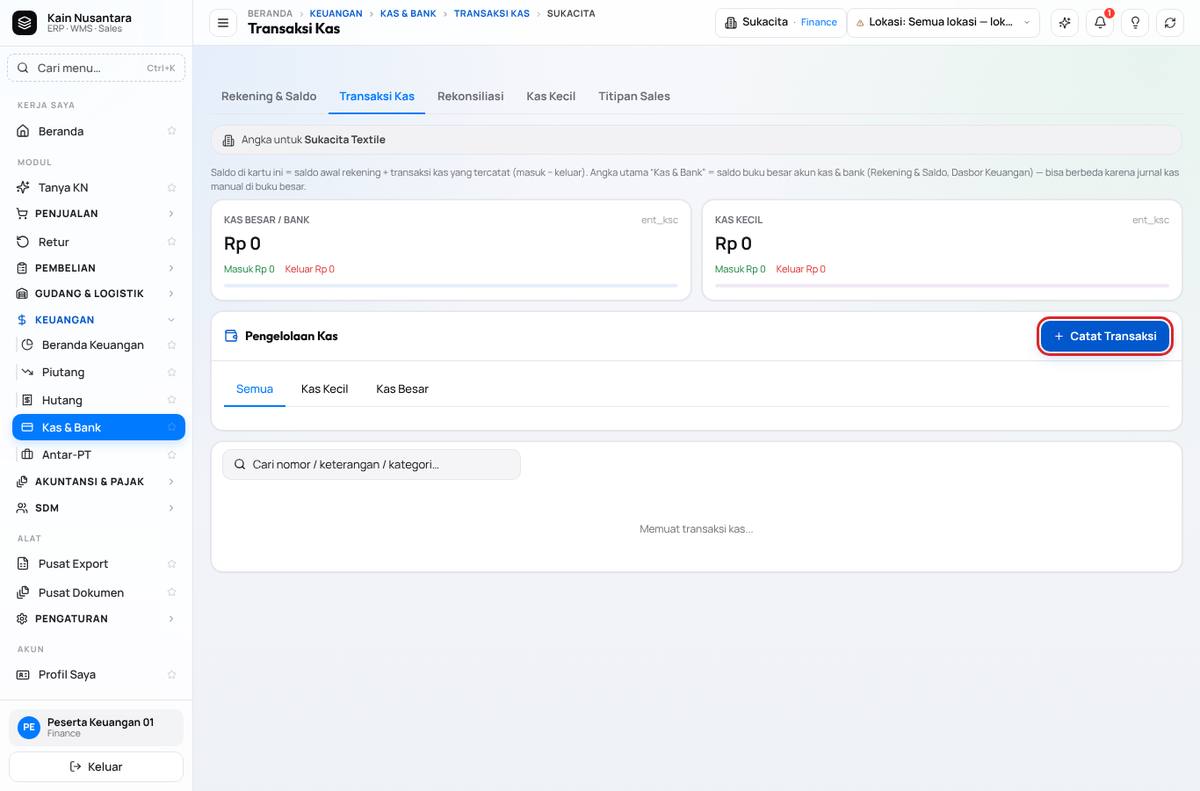 Kain Nusantara
ERP · WMS · Sales
Cari menu...
Ctrl+K
KERJA SAYA
Beranda
MODUL
Tanya KN
PENJUALAN
Retur
PEMBELIAN
GUDANG & LOGISTIK
KEUANGAN
Beranda Keuangan
Piutang
Hutang
Kas & Bank
Antar-PT
AKUNTANSI & PAJAK
SDM
ALAT
Pusat Export
Pusat Dokumen
PENGATURAN
AKUN
Profil Saya
PE
Peserta Keuangan 01
Finance
Keluar
BERANDA › KEUANGAN › KAS & BANK › TRANSAKSI KAS › SUKACITA
Transaksi Kas
Sukacita · Finance
Lokasi: Semua lokasi — lok...
1
Rekening & Saldo
Transaksi Kas
Rekonsiliasi
Kas Kecil
Titipan Sales
Angka untuk Sukacita Textile
Saldo di kartu ini = saldo awal rekening + transaksi kas yang tercatat (masuk − keluar). Angka utama "Kas & Bank" = saldo buku besar akun kas & bank (Rekening & Saldo, Dasbor Keuangan) — bisa berbeda karena jurnal kas
manual di buku besar.
KAS BESAR / BANK
ent_ksc
Rp 0
Masuk Rp 0 Keluar Rp 0
KAS KECIL
ent_ksc
Rp 0
Masuk Rp 0 Keluar Rp 0
Pengelolaan Kas
+ Catat Transaksi
Semua
Kas Kecil
Kas Besar
Cari nomor / keterangan / kategori...
Memuat transaksi kas...